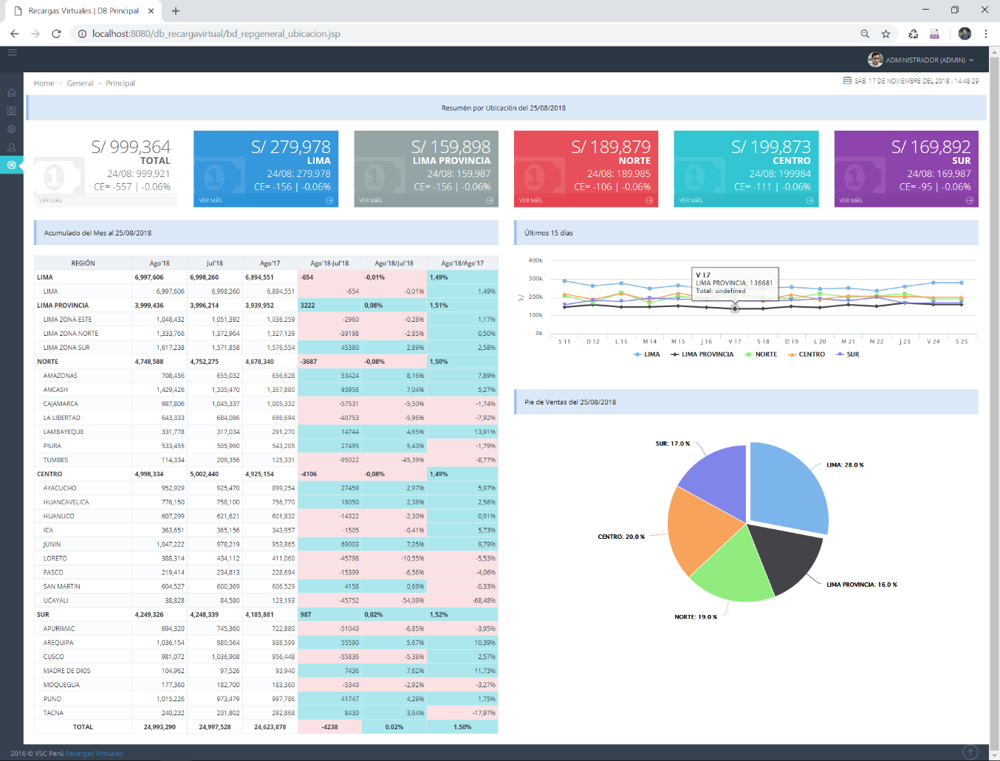 Recargas Virtuales | DB Principal
localhost:8080/db_recargavirtual/bd_repgeneral_ubicacion.jsp
ADMINISTRADOR (ADMIN)
Home General Principal
SÁB, 17 DE NOVIEMBRE DEL 2018 - 14:48:29
Resumén por Ubicación del 25/08/2018
S/ 999,364
TOTAL
24/08: 999,921
CE= -557 | -0.06%
VER MÁS
S/ 279,978
LIMA
24/08: 279,978
CE= -156 | -0.06%
VER MÁS
S/ 159,898
LIMA PROVINCIA
24/08: 159,987
CE= -156 | -0.06%
VER MÁS
S/ 189,879
NORTE
24/08: 189,985
CE= -106 | -0.06%
VER MÁS
S/ 199,873
CENTRO
24/08: 199984
CE= -111 | -0.06%
VER MÁS
S/ 169,892
SUR
24/08: 169,987
CE= -95 | -0.06%
VER MÁS
Acumulado del Mes al 25/08/2018
REGIÓN Ago'18 Jul'18 Ago'17 Ago'18-Jul'18 Ago'18/Jul'18 Ago'18/Ago'17
LIMA 6,997,606 6,998,260 6,894,551 -654 -0,01% 1,49%
LIMA 6,997,606 6,998,260 6,894,551 -654 -0,01% 1,49%
LIMA PROVINCIA 3,999,436 3,996,214 3,939,952 3222 0,08% 1,51%
LIMA ZONA ESTE 1,048,432 1,051,392 1,036,259 -2960 -0,28% 1,17%
LIMA ZONA NORTE 1,333,766 1,372,964 1,327,139 -39198 -2,85% 0,50%
LIMA ZONA SUR 1,617,238 1,571,858 1,576,554 45380 2,89% 2,58%
NORTE 4,748,588 4,752,275 4,678,340 -3687 -0,08% 1,50%
AMAZONAS 708,456 655,032 656,628 53424 8,16% 7,89%
ANCASH 1,429,426 1,335,470 1,357,880 93956 7,04% 5,27%
CAJAMARCA 987,806 1,045,337 1,005,332 -57531 -5,50% -1,74%
LA LIBERTAD 643,333 684,086 698,694 -40753 -5,96% -7,92%
LAMBAYEQUE 331,778 317,034 291,270 14744 4,65% 13,91%
PIURA 533,455 505,960 543,205 27495 5,43% -1,79%
TUMBES 114,334 209,356 125,331 -95022 -45,39% -8,77%
CENTRO 4,998,334 5,002,440 4,925,154 -4106 -0,08% 1,49%
AYACUCHO 952,929 925,470 899,254 27459 2,97% 5,97%
HUANCAVELICA 776,150 758,100 756,770 18050 2,38% 2,56%
HUANUCO 607,299 621,621 601,832 -14322 -2,30% 0,91%
ICA 363,651 365,156 343,957 -1505 -0,41% 5,73%
JUNIN 1,047,222 978,219 953,865 69003 7,05% 9,79%
LORETO 388,314 434,112 411,060 -45798 -10,55% -5,53%
PASCO 219,414 234,813 228,694 -15399 -6,56% -4,06%
SAN MARTIN 604,527 600,369 606,529 4158 0,69% -0,33%
UCAYALI 38,828 84,580 123,193 -45752 -54,09% -68,48%
SUR 4,249,326 4,248,339 4,185,881 987 0,02% 1,52%
APURIMAC 694,320 745,360 722,880 -51040 -6,85% -3,95%
AREQUIPA 1,036,154 980,564 938,599 55590 5,67% 10,39%
CUSCO 981,072 1,036,908 956,448 -55836 -5,38% 2,57%
MADRE DE DIOS 104,962 97,526 93,940 7436 7,62% 11,73%
MOQUEGUA 177,360 182,700 183,360 -5340 -2,92% -3,27%
PUNO 1,015,226 973,479 997,786 41747 4,29% 1,75%
TACNA 240,232 231,802 292,868 8430 3,64% -17,97%
TOTAL 24,993,290 24,997,528 24,623,878 -4238 0.02% 1.50%
Últimos 15 días
400k
300k
200k
100k
0k
S/
V 17
LIMA PROVINCIA: 136681
Total: undefined
S 11 D 12 L 13 M 14 M 15 J 16 V 17 S 18 D 19 L 20 M 21 M 22 J 23 V 24 S 25
LIMA LIMA PROVINCIA NORTE CENTRO SUR
Pie de Ventas del 25/08/2018
SUR: 17.0 %
LIMA: 28.0 %
CENTRO: 20.0 %
LIMA PROVINCIA: 16.0 %
NORTE: 19.0 %
2016 © VSC Perú Recargas Virtuales